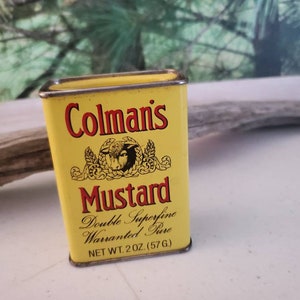 Colman's
Mustard
Double Superfine
Warranted Pure
NET WT. 2 OZ. (57 G.)